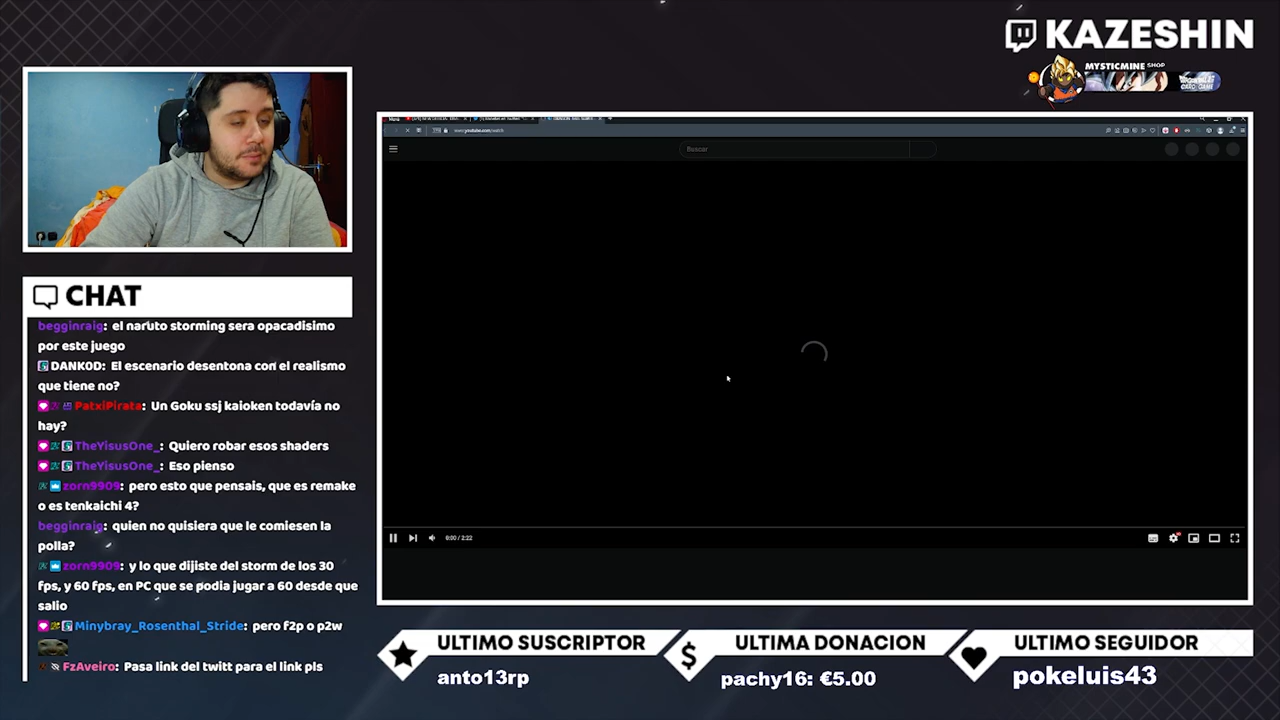 KAZESHIN
MYSTICMINE SHOP
www.youtube.com/watch
Buscar
0:00 / 2:22
CHAT
begginraig: el naruto storming sera opacadisimo
por este juego
DANK0D: El escenario desentona con el realismo
que tiene no?
PatxiPirata: Un Goku ssj kaioken todavía no
hay?
TheYisusOne_: Quiero robar esos shaders
TheYisusOne_: Eso pienso
zorn9909: pero esto que pensais, que es remake
o es tenkaichi 4?
begginraig: quien no quisiera que le comiesen la
polla?
zorn9909: y lo que dijiste del storm de los 30
fps, y 60 fps, en PC que se podia jugar a 60 desde que
salio
Minybray_Rosenthal_Stride: pero f2p o p2w
FzAveiro: Pasa link del twitt para el link pls
ULTIMO SUSCRIPTOR
anto13rp
ULTIMA DONACION
pachy16: €5.00
ULTIMO SEGUIDOR
pokeluis43